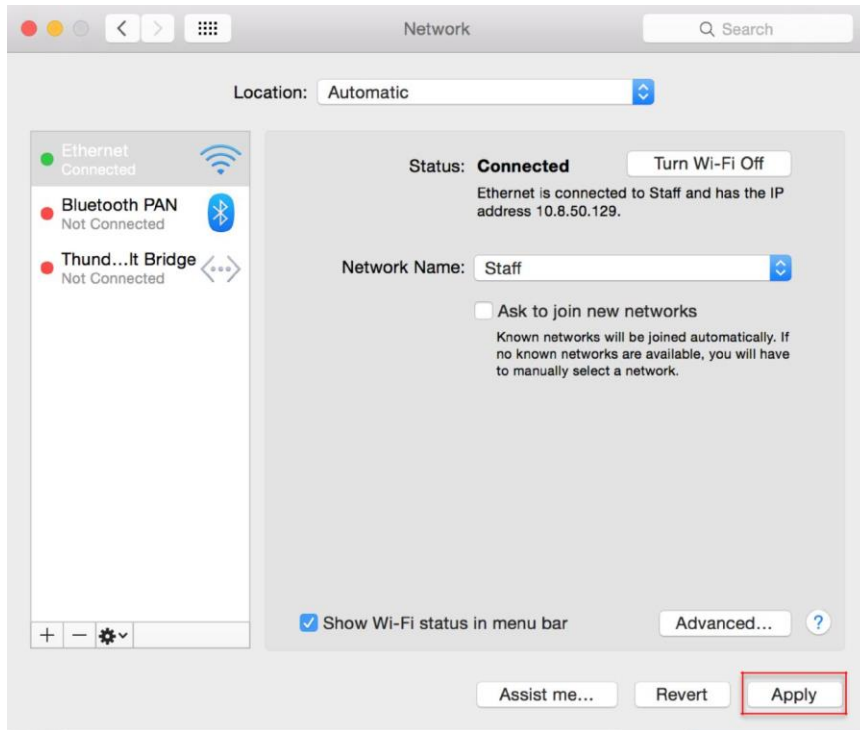 Network
Search
Location: Automatic
Ethernet
Connected
Bluetooth PAN
Not Connected
Thund...lt Bridge
Not Connected
Status: Connected
Turn Wi-Fi Off
Ethernet is connected to Staff and has the IP
address 10.8.50.129.
Network Name: Staff
Ask to join new networks
Known networks will be joined automatically. If
no known networks are available, you will have
to manually select a network.
Show Wi-Fi status in menu bar
Advanced...
?
Assist me...
Revert
Apply